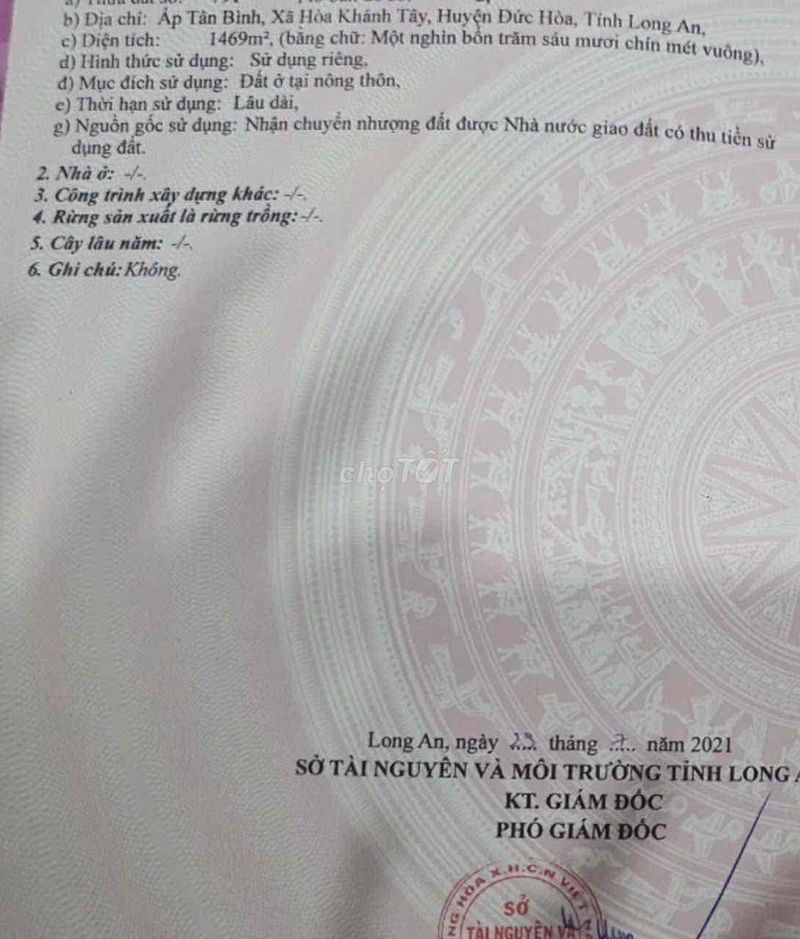 b) Địa chỉ: Ấp Tân Bình, Xã Hòa Khánh Tây, Huyện Đức Hòa, Tỉnh Long An,
c) Diện tích: 1469m², (bằng chữ: Một nghìn bốn trăm sáu mươi chín mét vuông),
d) Hình thức sử dụng: Sử dụng riêng,
đ) Mục đích sử dụng: Đất ở tại nông thôn,
e) Thời hạn sử dụng: Lâu dài,
g) Nguồn gốc sử dụng: Nhận chuyển nhượng đất được Nhà nước giao đất có thu tiền sử
dụng đất.
2. Nhà ở: -/-.
3. Công trình xây dựng khác: -/-.
4. Rừng sản xuất là rừng trồng: -/-.
5. Cây lâu năm: -/-.
6. Ghi chú: Không.
chợTỐT
Long An, ngày tháng năm 2021
SỞ TÀI NGUYÊN VÀ MÔI TRƯỜNG TỈNH LONG
KT. GIÁM ĐỐC
PHÓ GIÁM ĐỐC
HÒA X.H.C.N VIỆT
SỞ
TÀI NGUYÊN VÀ